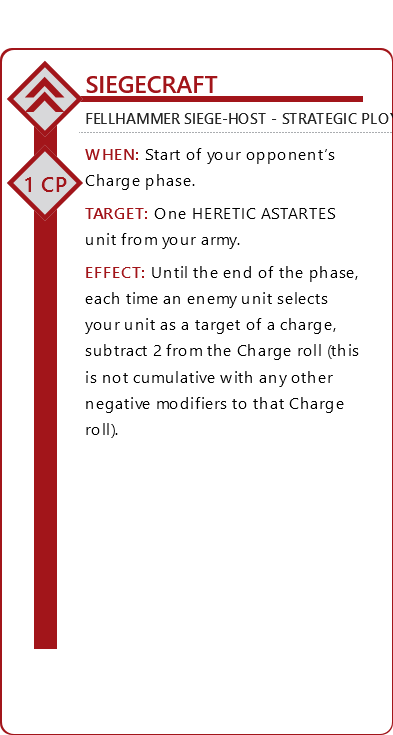 SIEGECRAFT
FELLHAMMER SIEGE-HOST - STRATEGIC PLOY
1 CP
WHEN: Start of your opponent’s
Charge phase.
TARGET: One HERETIC ASTARTES
unit from your army.
EFFECT: Until the end of the phase,
each time an enemy unit selects
your unit as a target of a charge,
subtract 2 from the Charge roll (this
is not cumulative with any other
negative modifiers to that Charge
roll).